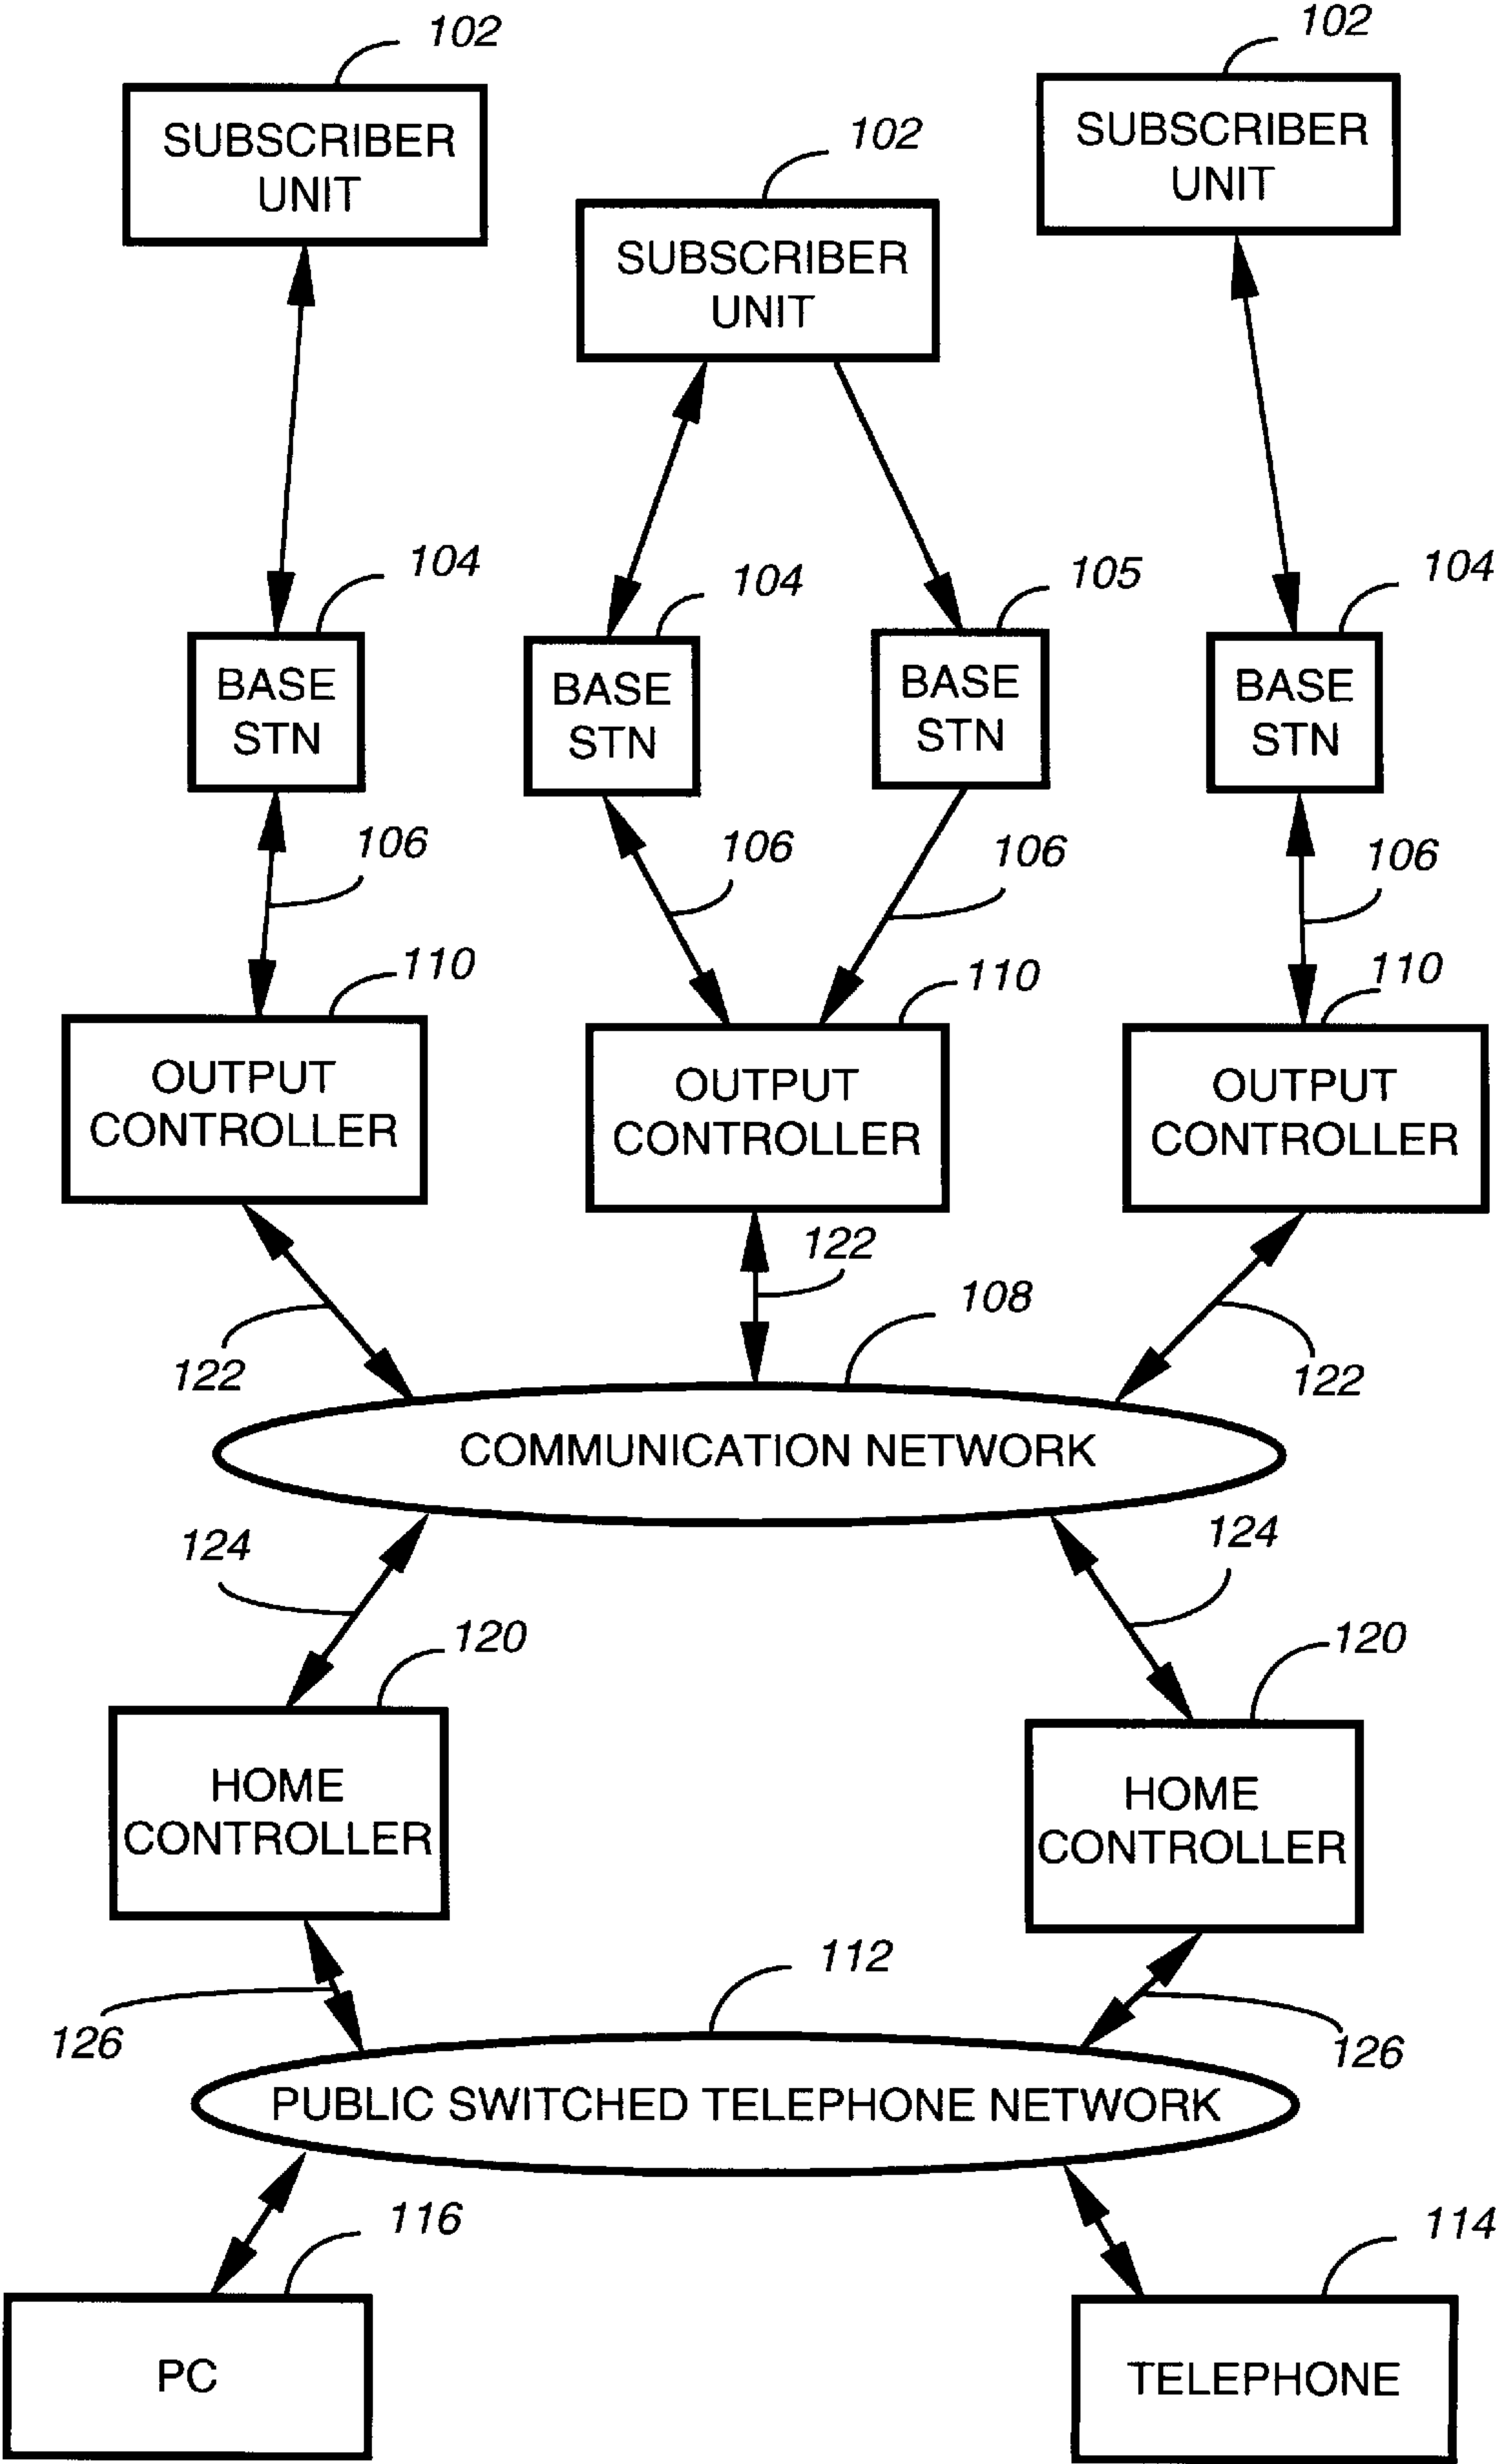 102
102
102
SUBSCRIBER
UNIT
SUBSCRIBER
UNIT
SUBSCRIBER
UNIT
104
104
105
104
BASE
STN
BASE
STN
BASE
STN
BASE
STN
106
106
106
106
110
110
110
OUTPUT
CONTROLLER
OUTPUT
CONTROLLER
OUTPUT
CONTROLLER
122
122
122
108
COMMUNICATION NETWORK
124
124
120
120
HOME
CONTROLLER
HOME
CONTROLLER
126
112
126
PUBLIC SWITCHED TELEPHONE NETWORK
116
114
PC
TELEPHONE